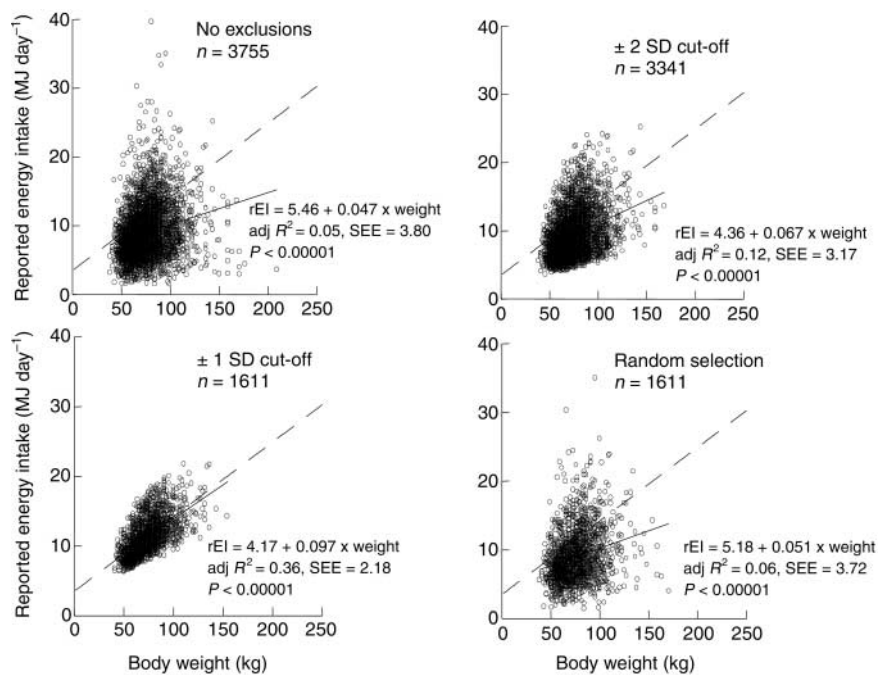 Reported energy intake (MJ day⁻¹)
40
30
20
10
0
0 50 100 150 200 250
No exclusions
n = 3755
rEI = 5.46 + 0.047 x weight
adj R² = 0.05, SEE = 3.80
P < 0.00001
40
30
20
10
0
0 50 100 150 200 250
± 2 SD cut-off
n = 3341
rEI = 4.36 + 0.067 x weight
adj R² = 0.12, SEE = 3.17
P < 0.00001
Reported energy intake (MJ day⁻¹)
40
30
20
10
0
0 50 100 150 200 250
± 1 SD cut-off
n = 1611
rEI = 4.17 + 0.097 x weight
adj R² = 0.36, SEE = 2.18
P < 0.00001
Body weight (kg)
40
30
20
10
0
0 50 100 150 200 250
Random selection
n = 1611
rEI = 5.18 + 0.051 x weight
adj R² = 0.06, SEE = 3.72
P < 0.00001
Body weight (kg)